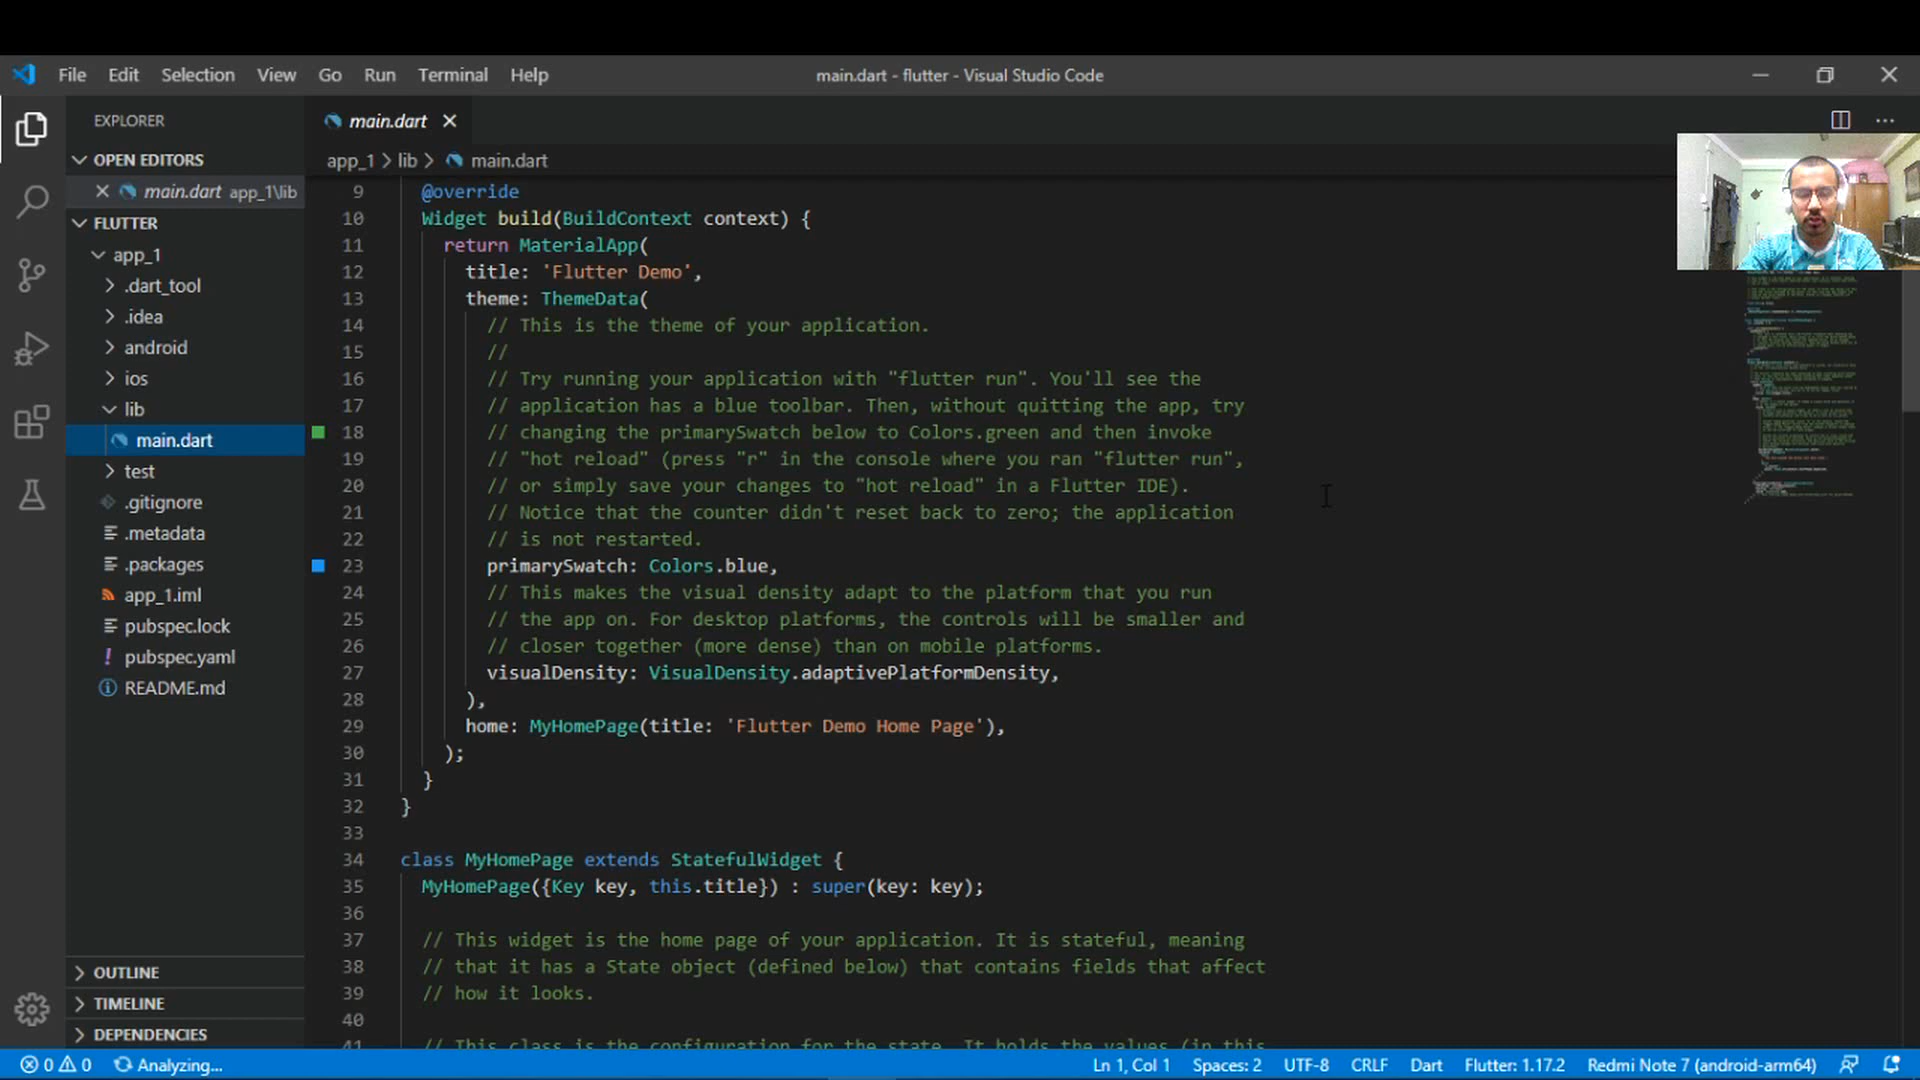 File Edit Selection View Go Run Terminal Help
main.dart - flutter - Visual Studio Code
EXPLORER
OPEN EDITORS
main.dart app_1\lib
FLUTTER
app_1
.dart_tool
.idea
android
ios
lib
main.dart
test
.gitignore
.metadata
.packages
app_1.iml
pubspec.lock
pubspec.yaml
README.md
OUTLINE
TIMELINE
DEPENDENCIES
main.dart
app_1 > lib > main.dart
9 @override
10 Widget build(BuildContext context) {
11 return MaterialApp(
12 title: 'Flutter Demo',
13 theme: ThemeData(
14 // This is the theme of your application.
15 //
16 // Try running your application with "flutter run". You'll see the
17 // application has a blue toolbar. Then, without quitting the app, try
18 // changing the primarySwatch below to Colors.green and then invoke
19 // "hot reload" (press "r" in the console where you ran "flutter run",
20 // or simply save your changes to "hot reload" in a Flutter IDE).
21 // Notice that the counter didn't reset back to zero; the application
22 // is not restarted.
23 primarySwatch: Colors.blue,
24 // This makes the visual density adapt to the platform that you run
25 // the app on. For desktop platforms, the controls will be smaller and
26 // closer together (more dense) than on mobile platforms.
27 visualDensity: VisualDensity.adaptivePlatformDensity,
28 ),
29 home: MyHomePage(title: 'Flutter Demo Home Page'),
30 );
31 }
32 }
33
34 class MyHomePage extends StatefulWidget {
35 MyHomePage({Key key, this.title}) : super(key: key);
36
37 // This widget is the home page of your application. It is stateful, meaning
38 // that it has a State object (defined below) that contains fields that affect
39 // how it looks.
40
41 // This class is the configuration for the state. It holds the values (in this
0 0 Analyzing...
Ln 1, Col 1 Spaces: 2 UTF-8 CRLF Dart Flutter: 1.17.2 Redmi Note 7 (android-arm64)